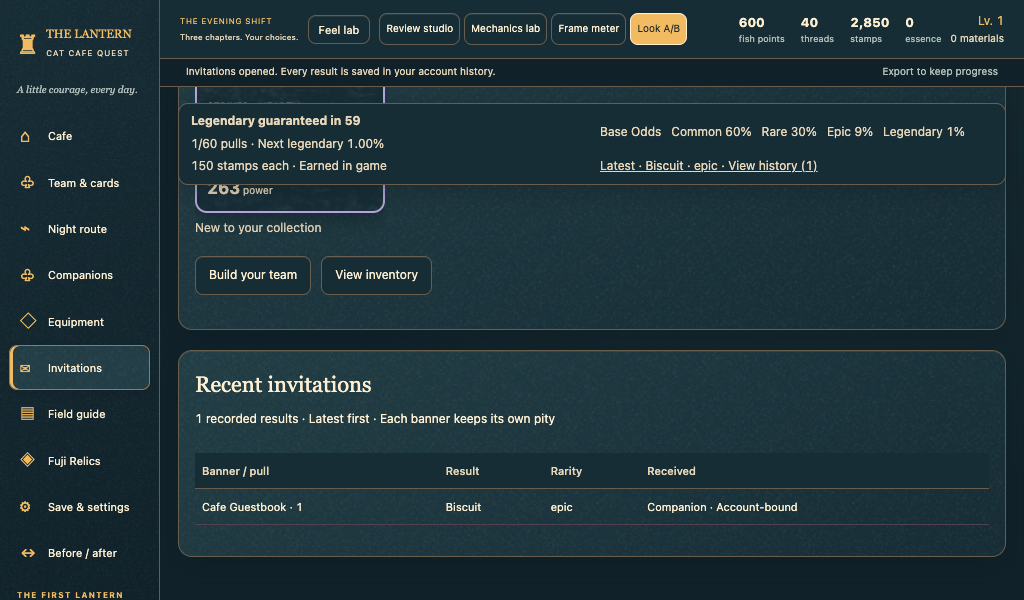 THE LANTERN
CAT CAFE QUEST
A little courage, every day.
Cafe
Team & cards
Night route
Companions
Equipment
Invitations
Field guide
Fuji Relics
Save & settings
Before / after
THE FIRST LANTERN
THE EVENING SHIFT
Three chapters. Your choices.
Feel lab
Review studio
Mechanics lab
Frame meter
Look A/B
600
fish points
40
threads
2,850
stamps
0
essence
Lv. 1
0 materials
Invitations opened. Every result is saved in your account history.
Export to keep progress
Legendary guaranteed in 59
1/60 pulls · Next legendary 1.00%
150 stamps each · Earned in game
Base Odds Common 60% Rare 30% Epic 9% Legendary 1%
Latest · Biscuit · epic · View history (1)
263 power
New to your collection
Build your team
View inventory
Recent invitations
1 recorded results · Latest first · Each banner keeps its own pity
Banner / pull Result Rarity Received
Cafe Guestbook · 1 Biscuit epic Companion · Account-bound